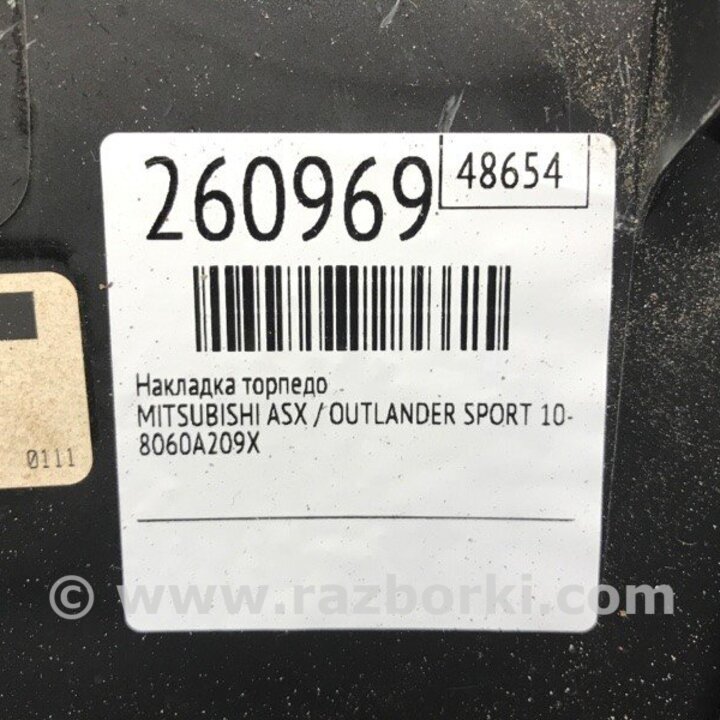 260969
48654
Накладка торпедо
MITSUBISHI ASX / OUTLANDER SPORT 10-
8060A209X
0111
© www.razborki.com